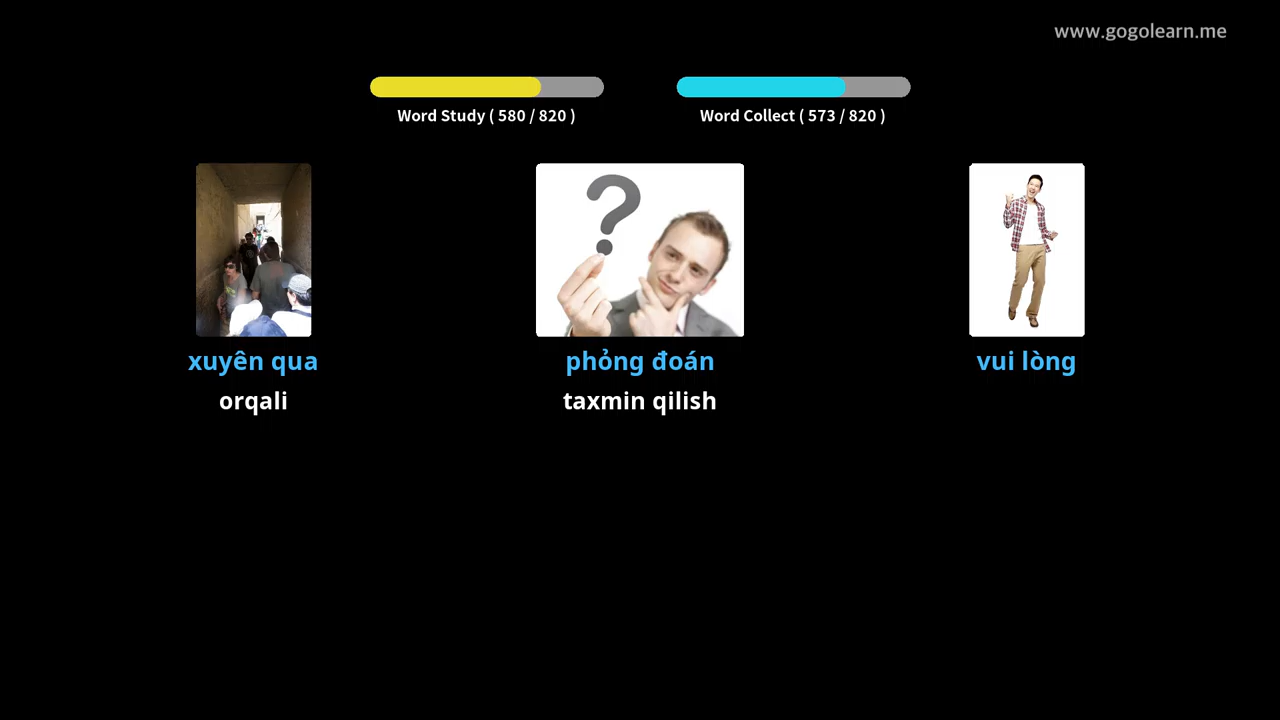 www.gogolearn.me
Word Study ( 580 / 820 )
Word Collect ( 573 / 820 )
xuyên qua
orqali
phỏng đoán
taxmin qilish
vui lòng